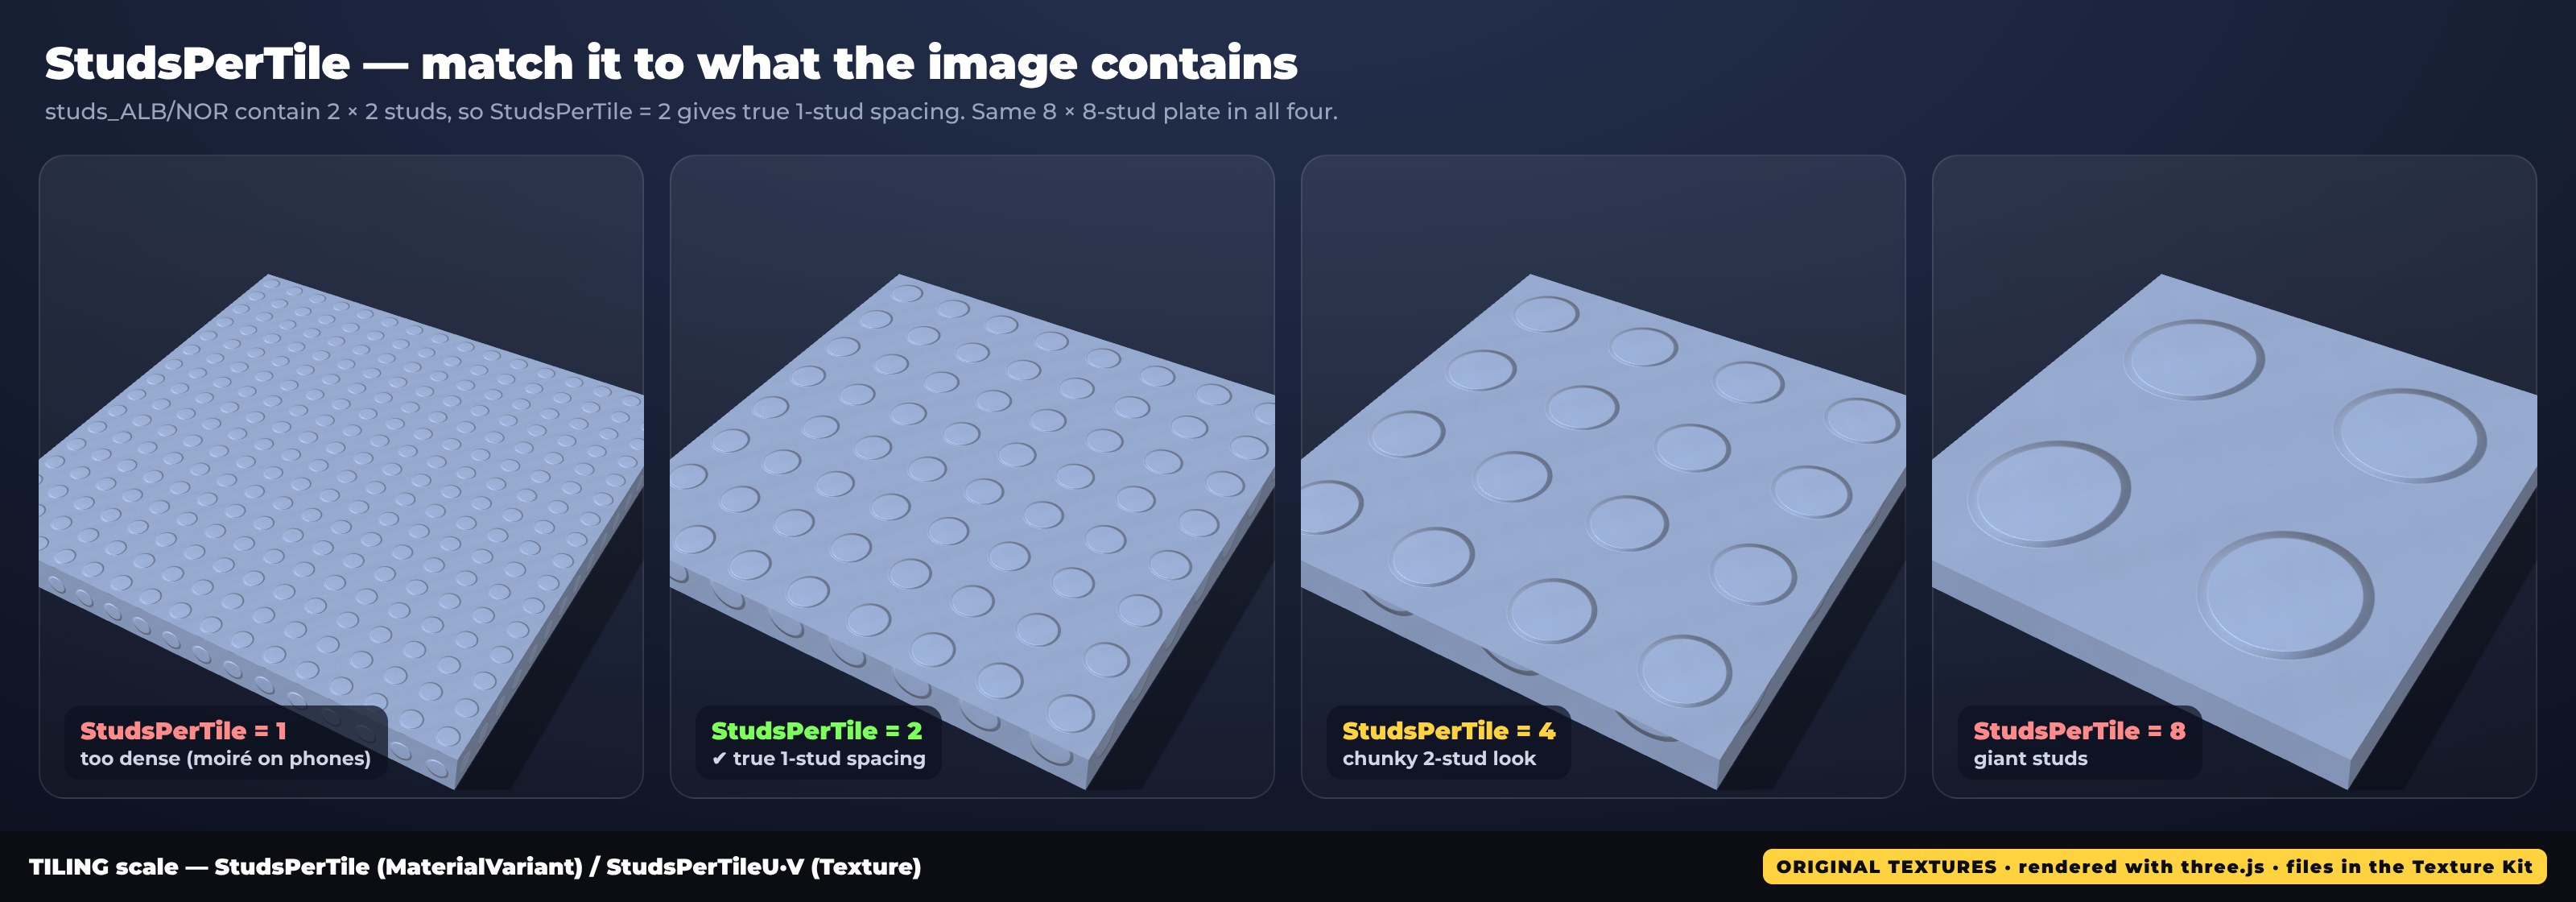 StudsPerTile — match it to what the image contains
studs_ALB/NOR contain 2 × 2 studs, so StudsPerTile = 2 gives true 1-stud spacing. Same 8 × 8-stud plate in all four.
StudsPerTile = 1
too dense (moiré on phones)
StudsPerTile = 2
✔ true 1-stud spacing
StudsPerTile = 4
chunky 2-stud look
StudsPerTile = 8
giant studs
TILING scale — StudsPerTile (MaterialVariant) / StudsPerTileU·V (Texture)
ORIGINAL TEXTURES · rendered with three.js · files in the Texture Kit